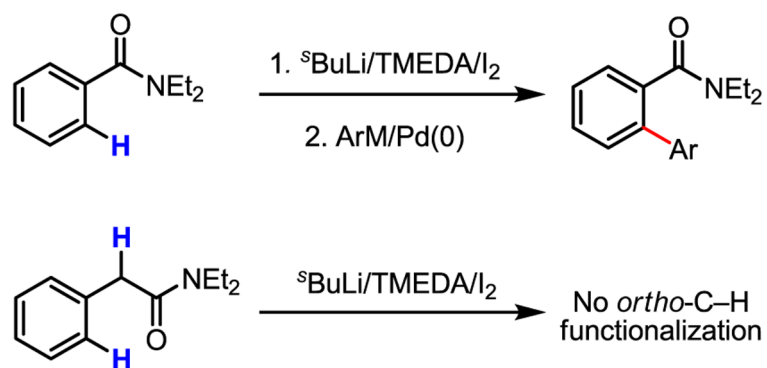 O
NEt₂
H
1. ˢBuLi/TMEDA/I₂
2. ArM/Pd(0)
O
NEt₂
Ar
H
NEt₂
O
H
ˢBuLi/TMEDA/I₂
No ortho-C–H
functionalization